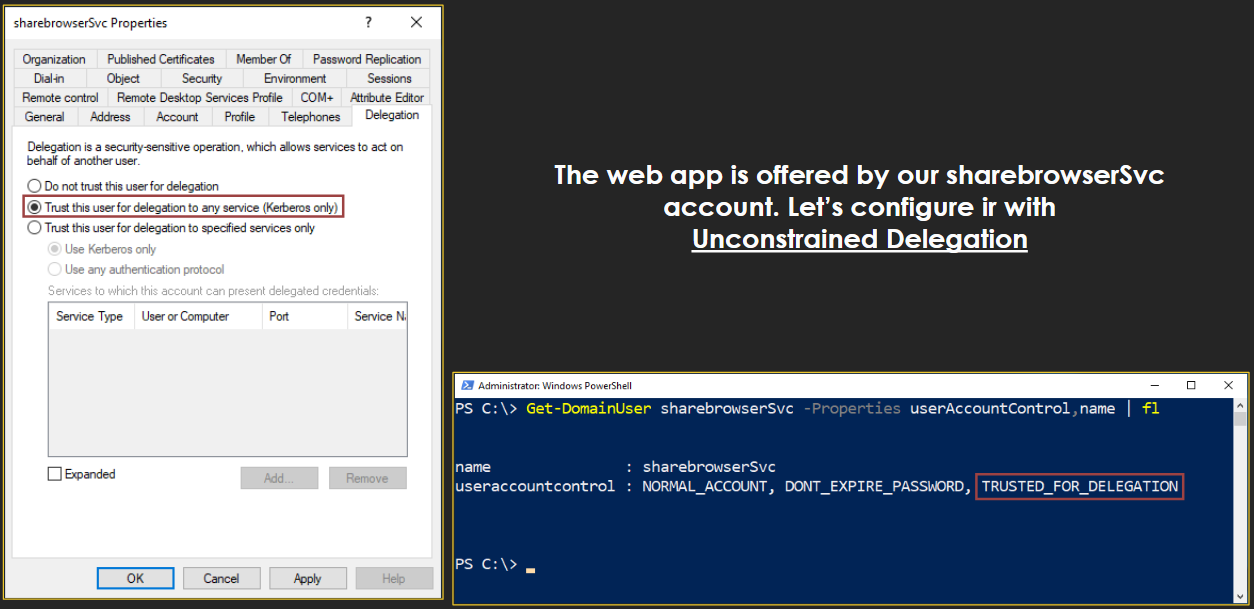 sharebrowserSvc Properties
?
Organization Published Certificates Member Of Password Replication
Dial-in Object Security Environment Sessions
Remote control Remote Desktop Services Profile COM+ Attribute Editor
General Address Account Profile Telephones Delegation
Delegation is a security-sensitive operation, which allows services to act on
behalf of another user.
Do not trust this user for delegation
Trust this user for delegation to any service (Kerberos only)
Trust this user for delegation to specified services only
Use Kerberos only
Use any authentication protocol
Services to which this account can present delegated credentials:
Service Type User or Computer Port Service
Expanded Add... Remove
OK Cancel Apply Help
The web app is offered by our sharebrowserSvc
account. Let’s configure ir with
Unconstrained Delegation
Administrator: Windows PowerShell
PS C:\> Get-DomainUser sharebrowserSvc -Properties userAccountControl,name | fl
name : sharebrowserSvc
useraccountcontrol : NORMAL_ACCOUNT, DONT_EXPIRE_PASSWORD, TRUSTED_FOR_DELEGATION
PS C:\>